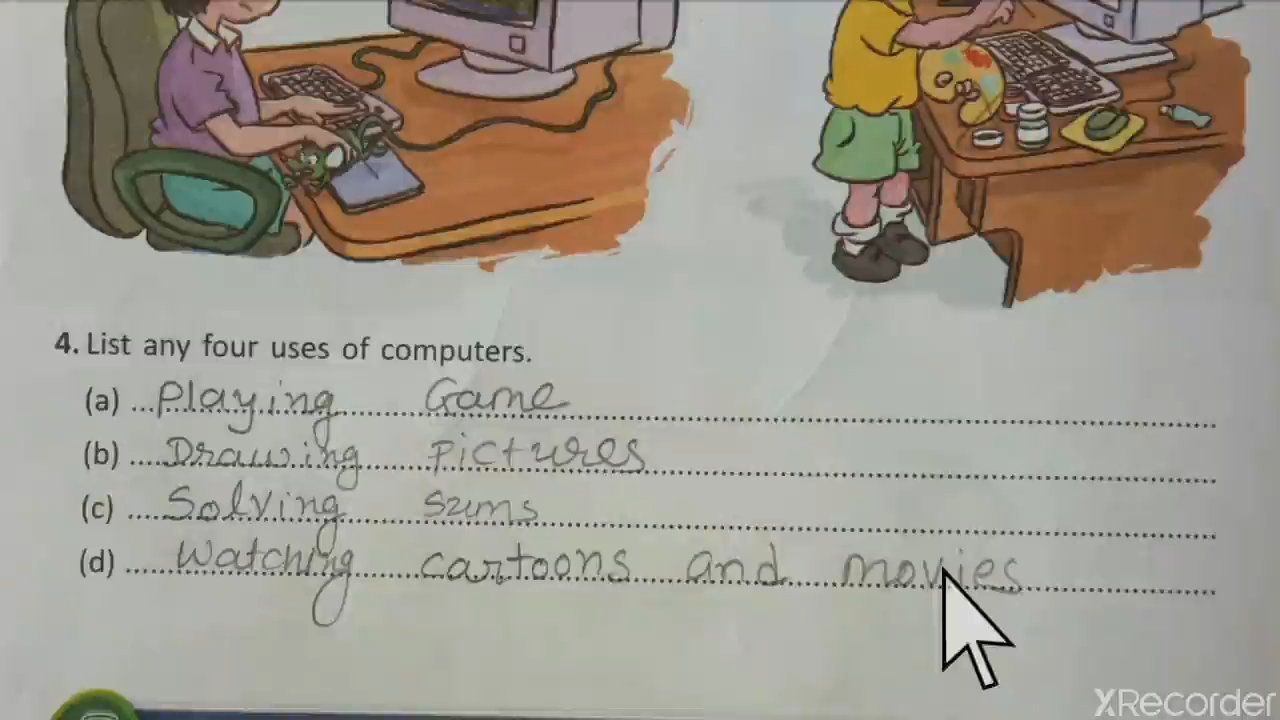 4. List any four uses of computers.
(a) Playing Game
(b) Drawing pictures
(c) Solving sums
(d) Watching cartoons and movies
XRecorder